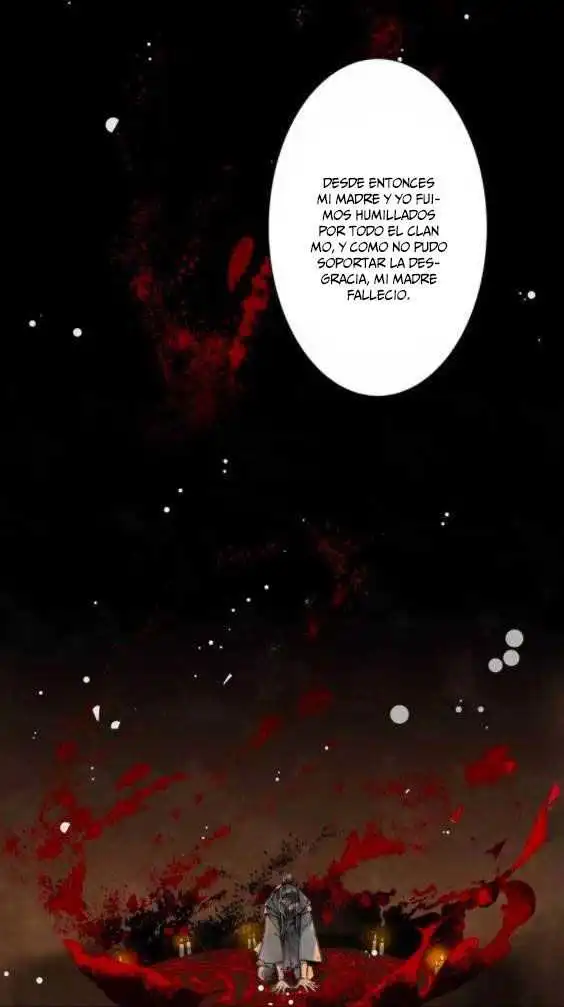 DESDE ENTONCES
MI MADRE Y YO FUI-
MOS HUMILLADOS
POR TODO EL CLAN
MO, Y COMO NO PUDO
SOPORTAR LA DES-
GRACIA, MI MADRE
FALLECIO.